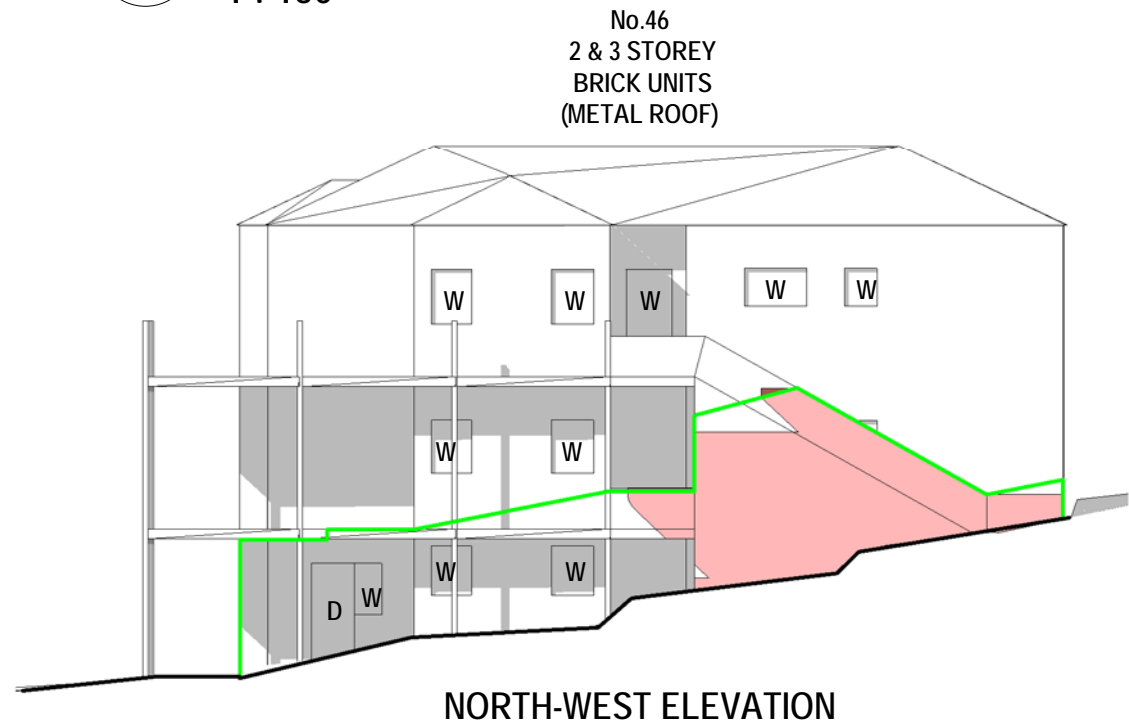 No.46
2 & 3 STOREY
BRICK UNITS
(METAL ROOF)
W W W W W
W W
D W W W
NORTH-WEST ELEVATION